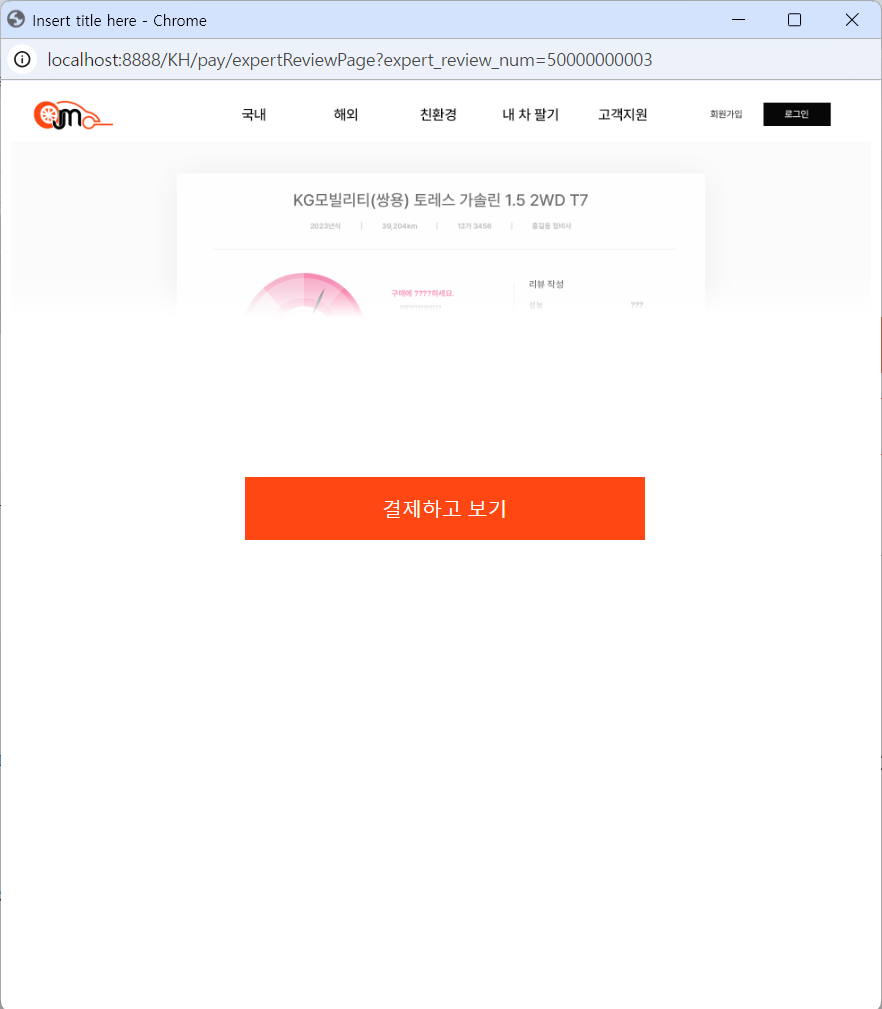 Insert title here - Chrome
localhost:8888/KH/pay/expertReviewPage?expert_review_num=50000000003
국내 해외 친환경 내 차 팔기 고객지원 회원가입 로그인
KG모빌리티(쌍용) 토레스 가솔린 1.5 2WD T7
2023년식 | 39,204km | 12가 3456 | 홍길동 정비사
구매에 ????하세요.
리뷰 작성
성능 ???
결제하고 보기